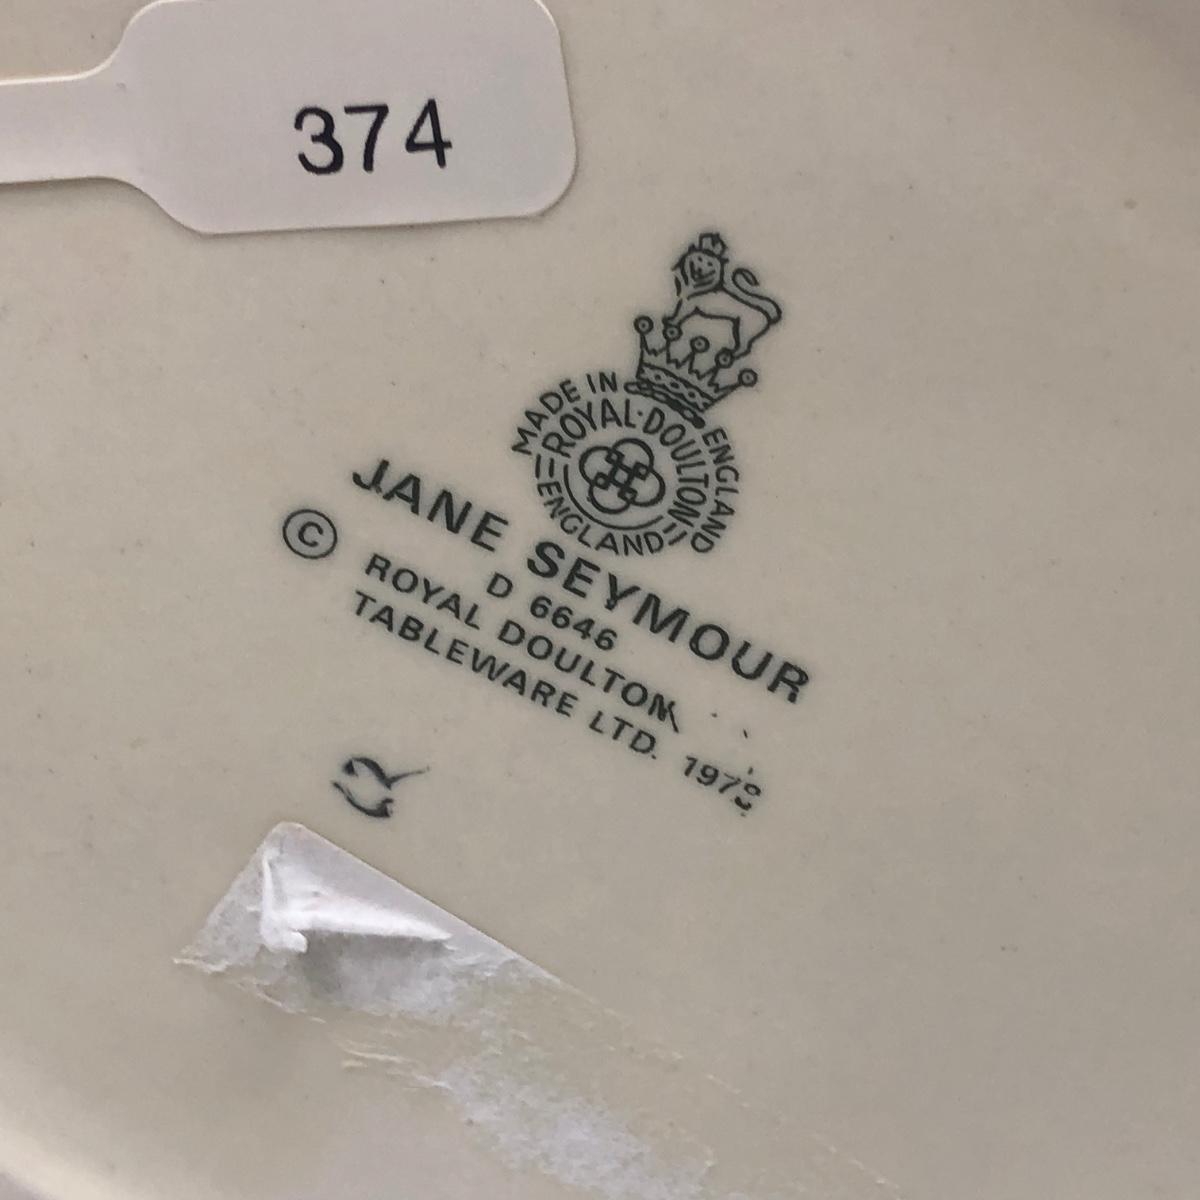 374
MADE IN ENGLAND
ROYAL·DOULTON
ENGLAND
JANE SEYMOUR
D 6646
© ROYAL DOULTON
TABLEWARE LTD.